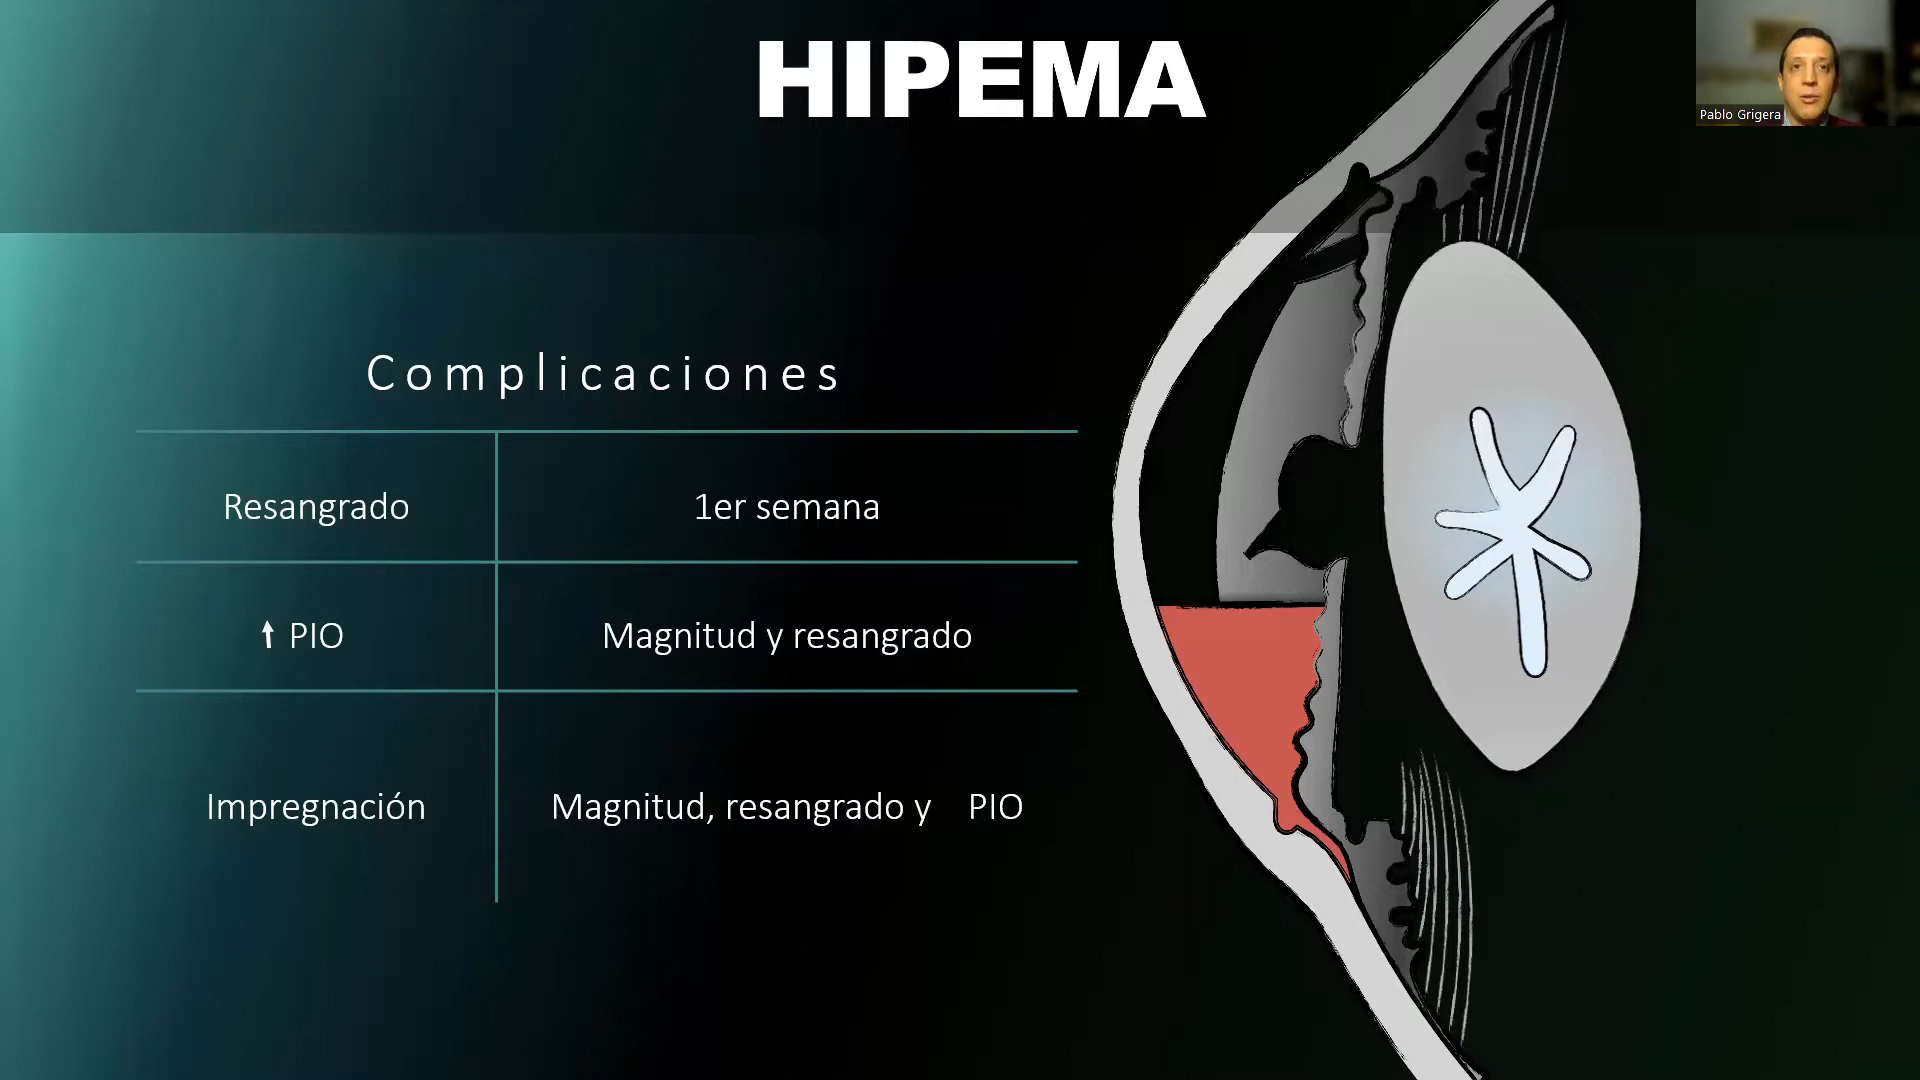 HIPEMA
Pablo Grigera
Complicaciones
Resangrado
1er semana
↑ PIO
Magnitud y resangrado
Impregnación
Magnitud, resangrado y PIO